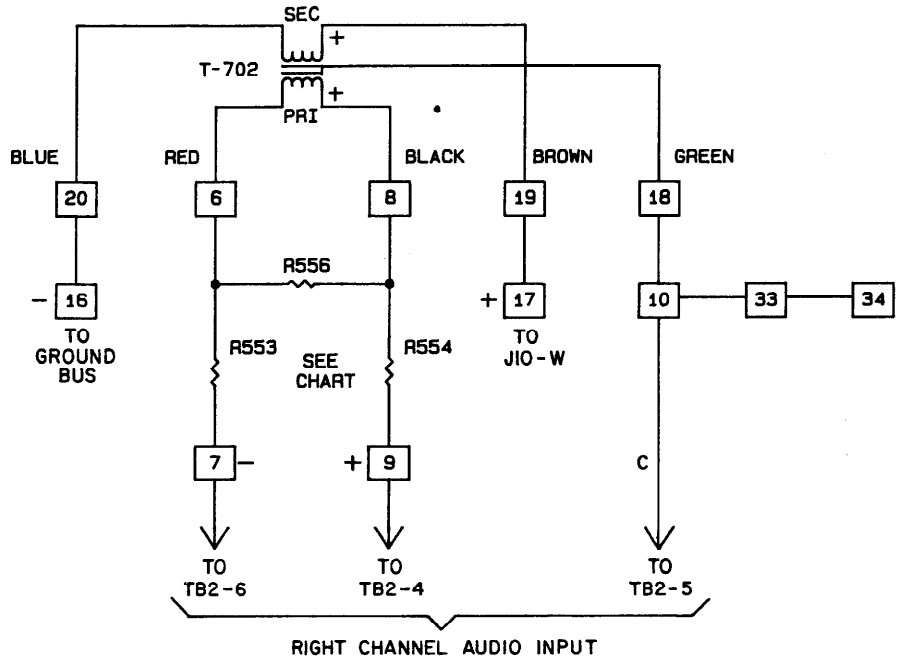 SEC
+
T-702
+
PRI
BLUE
RED
BLACK
BROWN
GREEN
20
6
8
19
18
R556
- 16
+ 17
10
33
34
TO
GROUND
BUS
TO
J10-W
R553
SEE
CHART
R554
7 -
+ 9
C
TO
TB2-6
TO
TB2-4
TO
TB2-5
RIGHT CHANNEL AUDIO INPUT